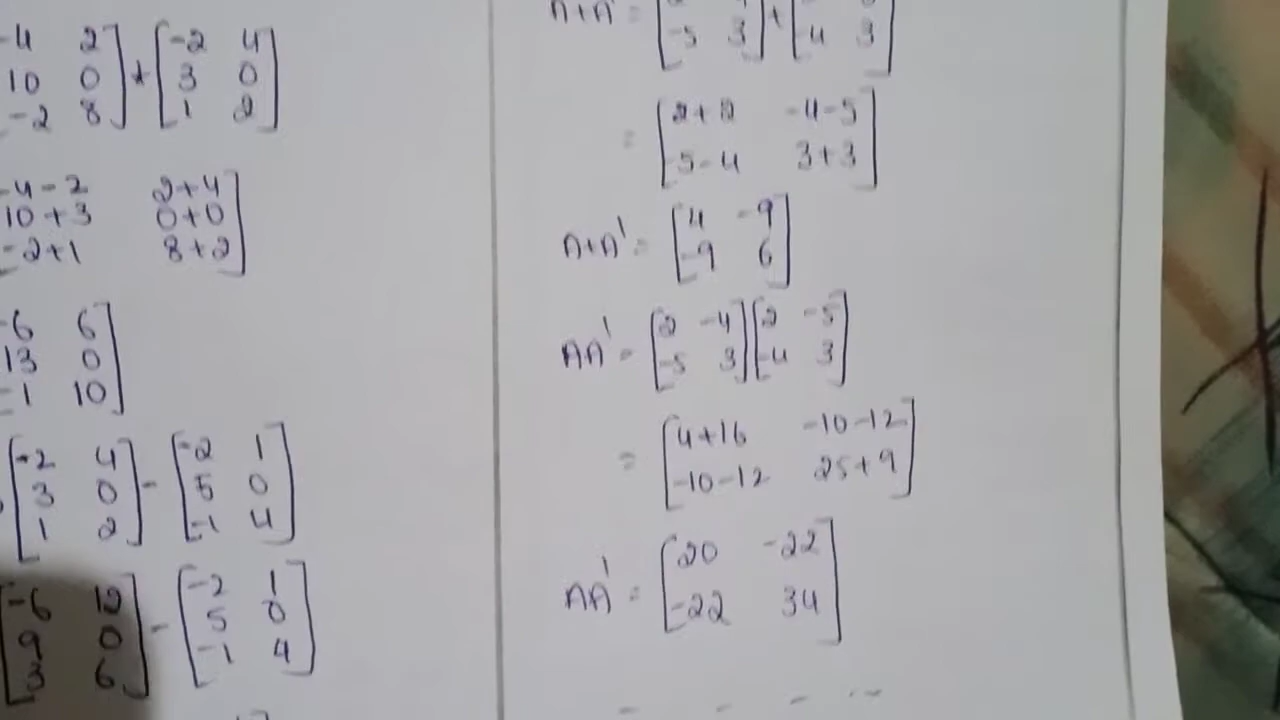 -4 2] + [-2 4
10 0 3 0
-2 8 1 2]
-4-2 2+4
10+3 0+0
-2+1 8+2]
-6 6
13 0
-1 10]
[-2 4 - [-2 1
3 0 5 0
1 2] -1 4]
[-6 12 - [-2 1
9 0 5 0
3 6] -1 4]
A+A' =
[-5 3] + [-4 3]
= [2+2 -4-5
-5-4 3+3]
A+A' = [4 -9
-9 6]
AA' = [2 -4 [2 -5
-5 3] -4 3]
= [4+16 -10-12
-10-12 25+9]
AA' = [20 -22
-22 34]